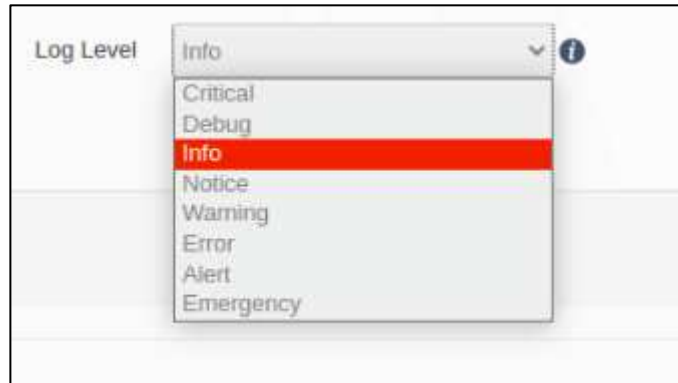 Log Level Info
Critical
Debug
Info
Notice
Warning
Error
Alert
Emergency